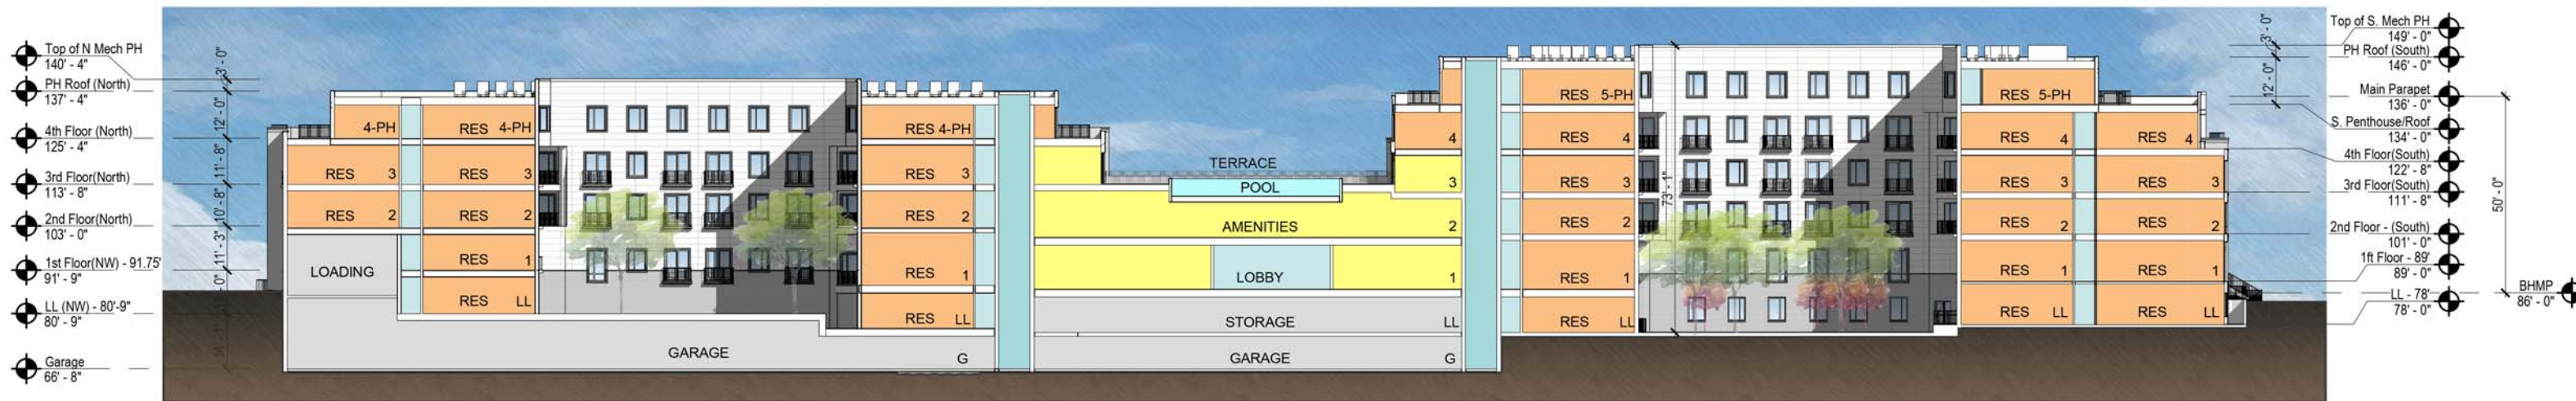 Top of N Mech PH
140' - 4"
PH Roof (North)
137' - 4"
4th Floor (North)
125' - 4"
3rd Floor(North)
113' - 8"
2nd Floor(North)
103' - 0"
1st Floor(NW) - 91.75'
91' - 9"
LL (NW) - 80'-9"
80' - 9"
Garage
66' - 8"
3' - 0"
12' - 0"
11' - 8"
10' - 8"
11' - 3"
11' - 0"
4-PH
RES 4-PH
RES 3
RES 3
RES 2
RES 2
LOADING
RES 1
RES LL
RES 4-PH
RES 3
RES 2
RES 1
RES LL
GARAGE G
TERRACE
POOL
4
3
AMENITIES 2
LOBBY 1
STORAGE LL
GARAGE G
RES 5-PH
RES 4
RES 3
RES 2
RES 1
RES LL
73' - 1"
RES 5-PH
RES 4
RES 4
RES 3
RES 3
RES 2
RES 2
RES 1
RES 1
RES LL
RES LL
3' - 0"
12' - 0"
Top of S. Mech PH
149' - 0"
PH Roof (South)
146' - 0"
Main Parapet
136' - 0"
S. Penthouse/Roof
134' - 0"
4th Floor(South)
122' - 8"
3rd Floor(South)
111' - 8"
2nd Floor - (South)
101' - 0"
1ft Floor - 89'
89' - 0"
LL - 78'
78' - 0"
50' - 0"
BHMP
86' - 0"